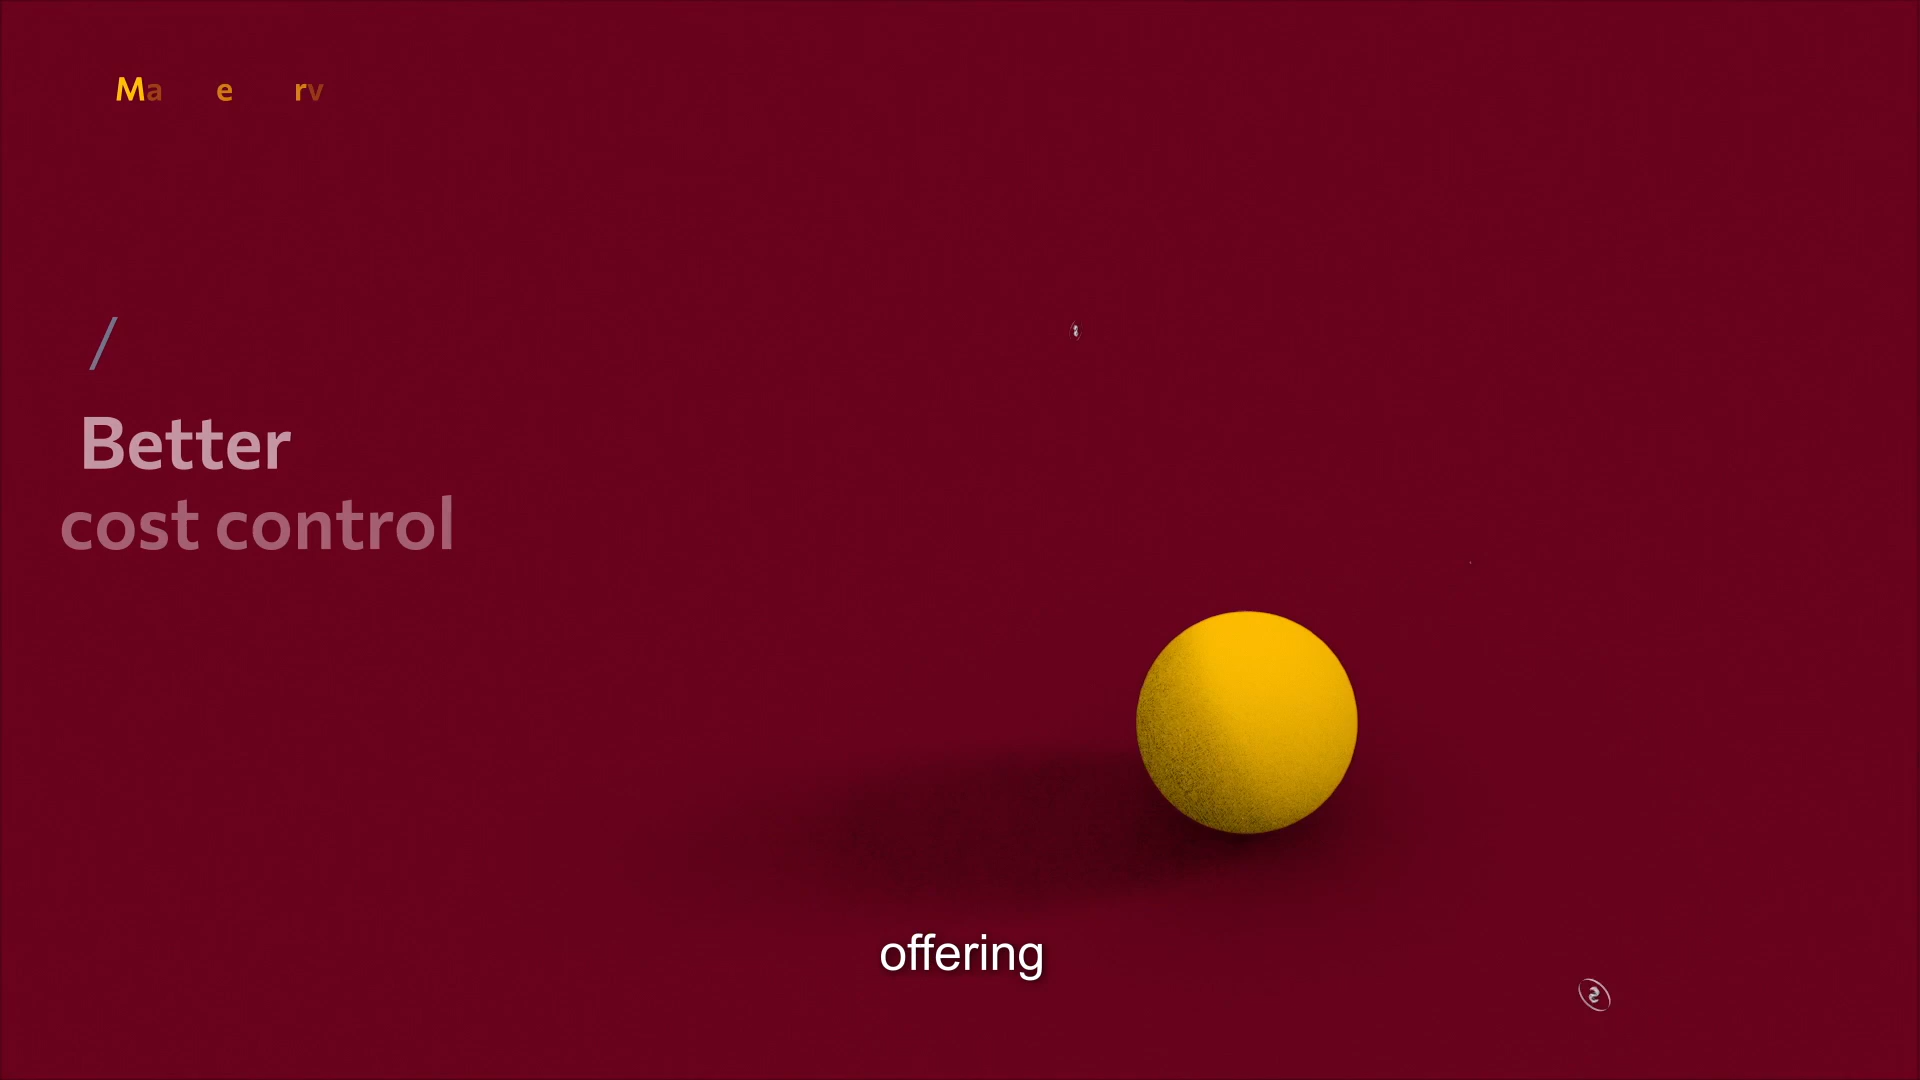 /
Better
cost control
offering